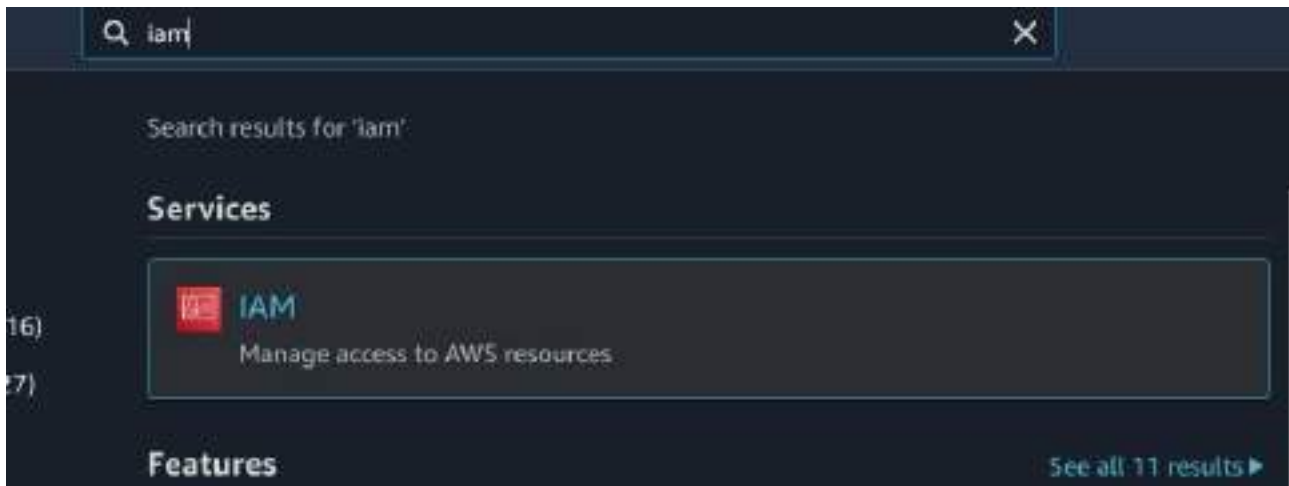 iam
Search results for 'iam'
Services
IAM
Manage access to AWS resources
16)
27)
Features
See all 11 results ▶